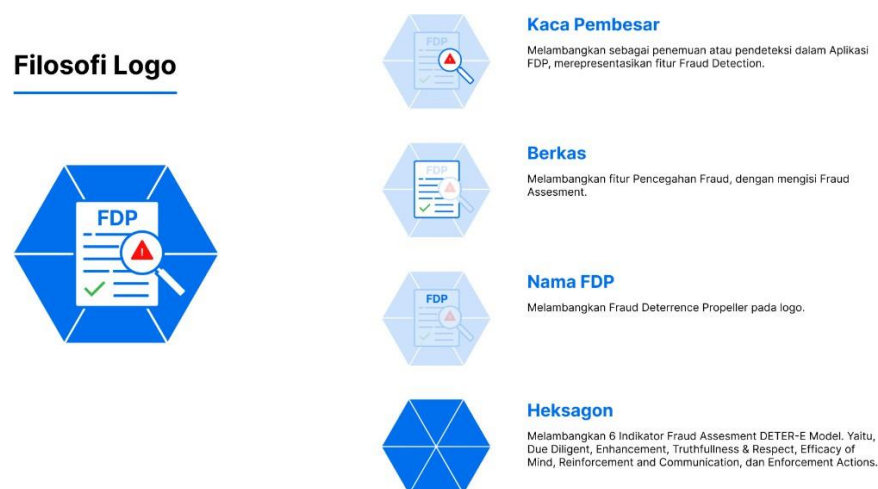 Filosofi Logo
FDP
FDP
Kaca Pembesar
Melambangkan sebagai penemuan atau pendeteksi dalam Aplikasi
FDP, merepresentasikan fitur Fraud Detection.
FDP
Berkas
Melambangkan fitur Pencegahan Fraud, dengan mengisi Fraud
Assesment.
FDP
Nama FDP
Melambangkan Fraud Deterrence Propeller pada logo.
Heksagon
Melambangkan 6 Indikator Fraud Assesment DETER-E Model. Yaitu,
Due Diligent, Enhancement, Truthfullness & Respect, Efficacy of
Mind, Reinforcement and Communication, dan Enforcement Actions.